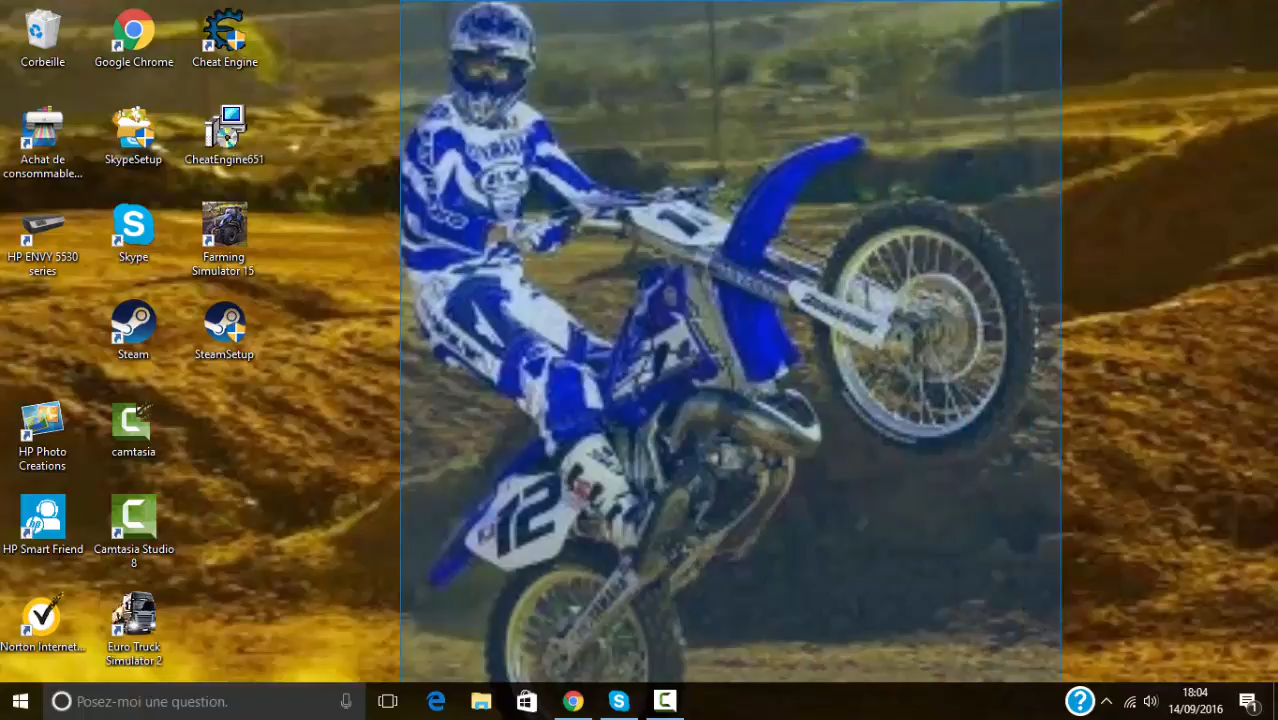 Corbeille
Google Chrome
Cheat Engine
Achat de
consommable...
SkypeSetup
CheatEngine651
HP ENVY 5530
series
Skype
Farming
Simulator 15
Steam
SteamSetup
HP Photo
Creations
camtasia
HP Smart Friend
Camtasia Studio
8
Norton Internet...
Euro Truck
Simulator 2
12
Posez-moi une question.
18:04
14/09/2016